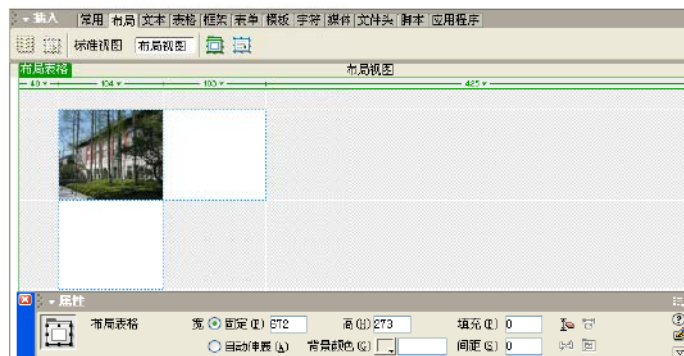 插入 常用 布局 文本 表格 框架 表单 模板 字符 媒体 文件头 脚本 应用程序
标准视图 布局视图
布局表格 布局视图
40 104 103 425
属性
布局表格 宽 固定(F) 672 高(H) 273 填充(P) 0
自动伸展(A) 背景颜色(G) 间距(S) 0